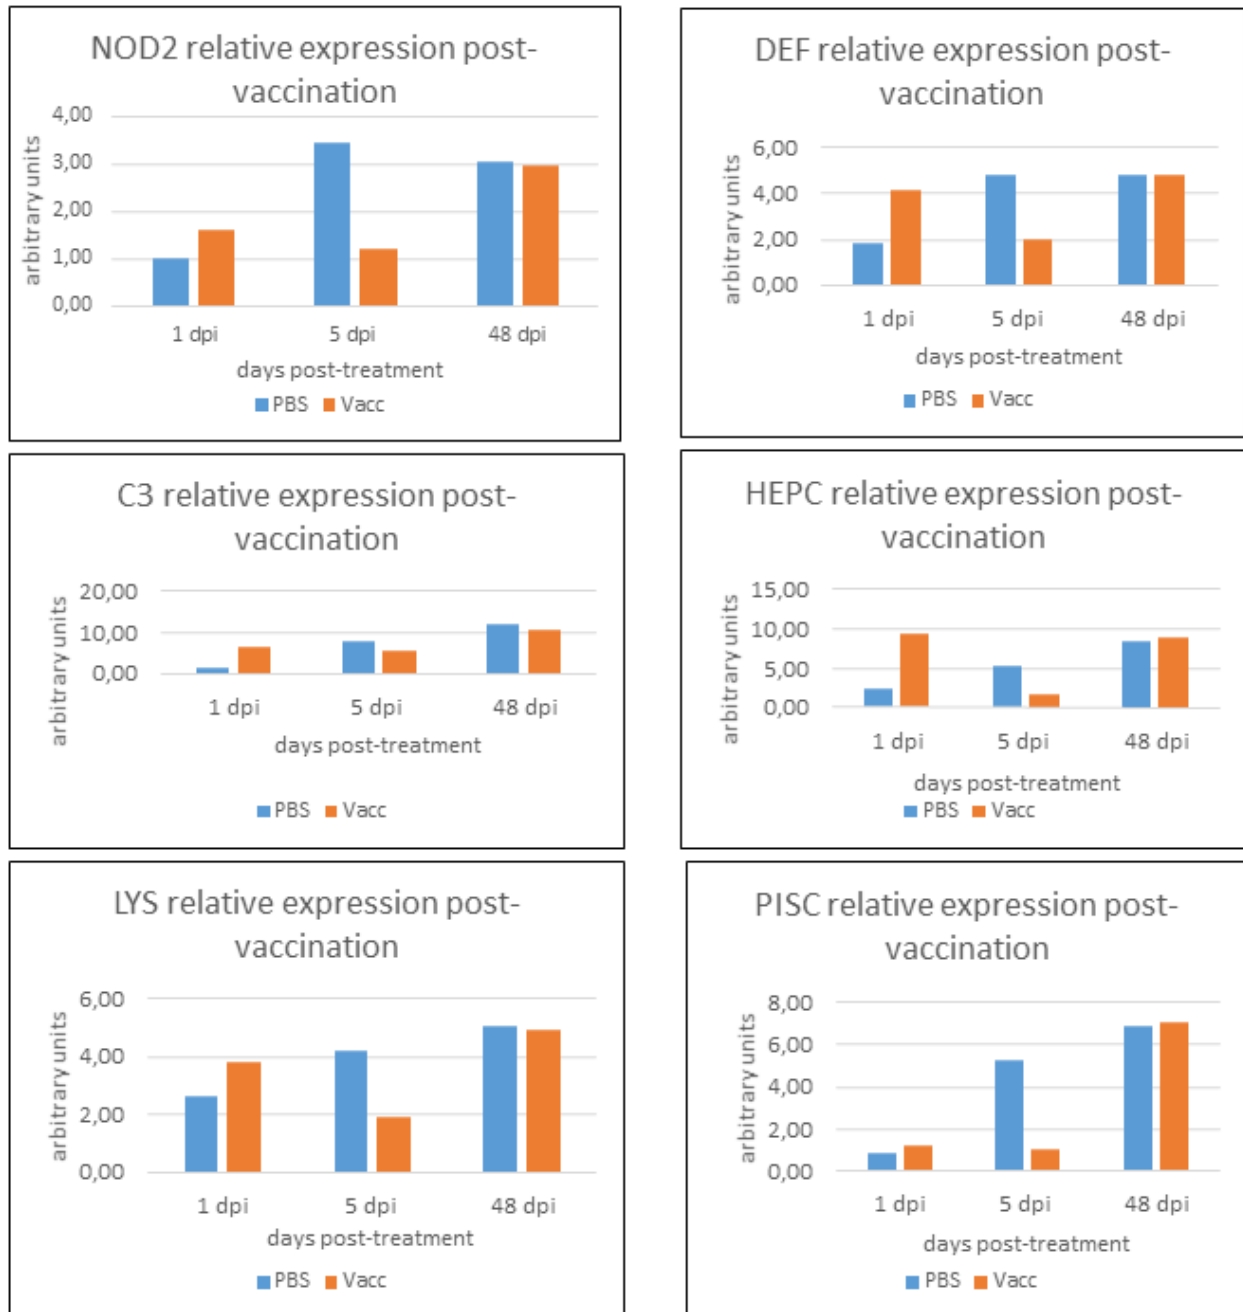 NOD2 relative expression post-
vaccination
arbitrary units
4,00
3,00
2,00
1,00
0,00
1 dpi 5 dpi 48 dpi
days post-treatment
PBS Vacc
DEF relative expression post-
vaccination
arbitrary units
6,00
4,00
2,00
0,00
1 dpi 5 dpi 48 dpi
days post-treatment
PBS Vacc
C3 relative expression post-
vaccination
arbitrary units
20,00
10,00
0,00
1 dpi 5 dpi 48 dpi
days post-treatment
PBS Vacc
HEPC relative expression post-
vaccination
arbitrary units
15,00
10,00
5,00
0,00
1 dpi 5 dpi 48 dpi
days post-treatment
PBS Vacc
LYS relative expression post-
vaccination
arbitrary units
6,00
4,00
2,00
0,00
1 dpi 5 dpi 48 dpi
days post-treatment
PBS Vacc
PISC relative expression post-
vaccination
arbitrary units
8,00
6,00
4,00
2,00
0,00
1 dpi 5 dpi 48 dpi
days post-treatment
PBS Vacc